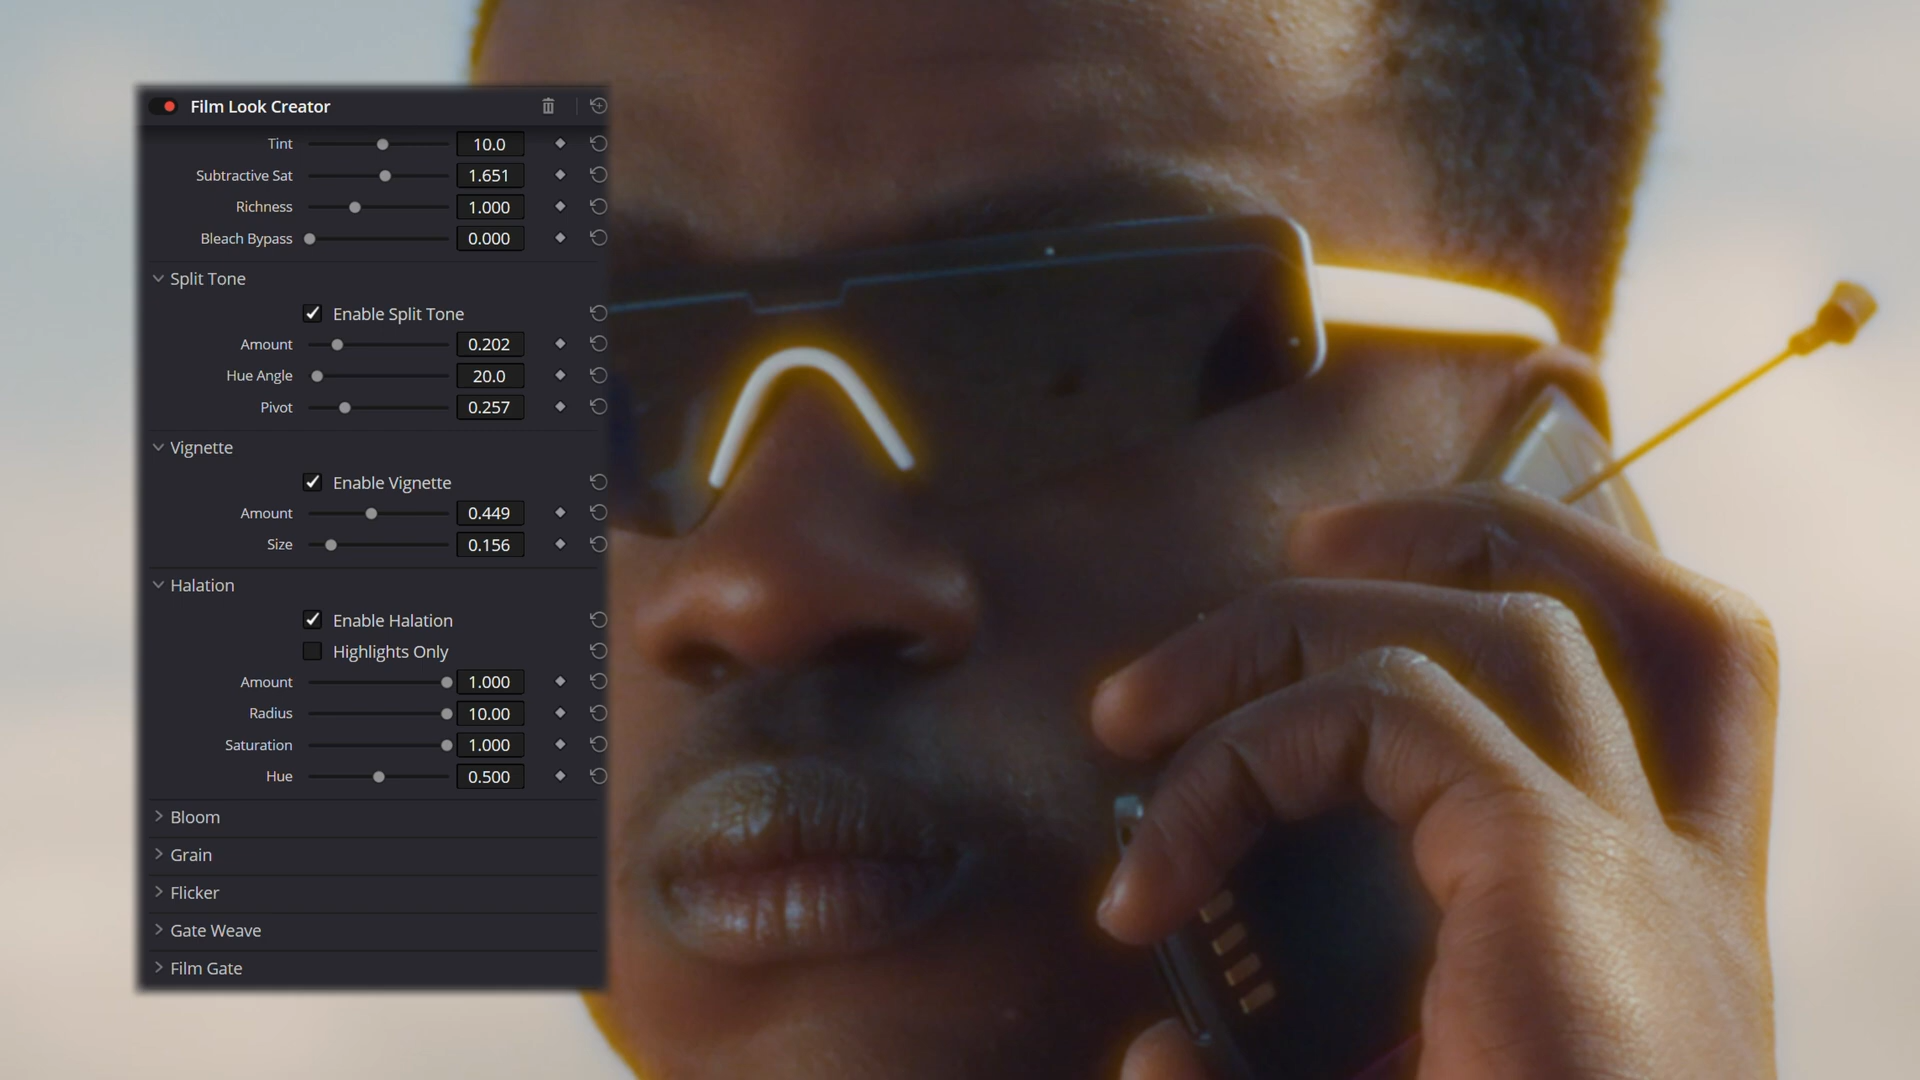 Film Look Creator
Tint 10.0
Subtractive Sat 1.651
Richness 1.000
Bleach Bypass 0.000
Split Tone
Enable Split Tone
Amount 0.202
Hue Angle 20.0
Pivot 0.257
Vignette
Enable Vignette
Amount 0.449
Size 0.156
Halation
Enable Halation
Highlights Only
Amount 1.000
Radius 10.00
Saturation 1.000
Hue 0.500
Bloom
Grain
Flicker
Gate Weave
Film Gate